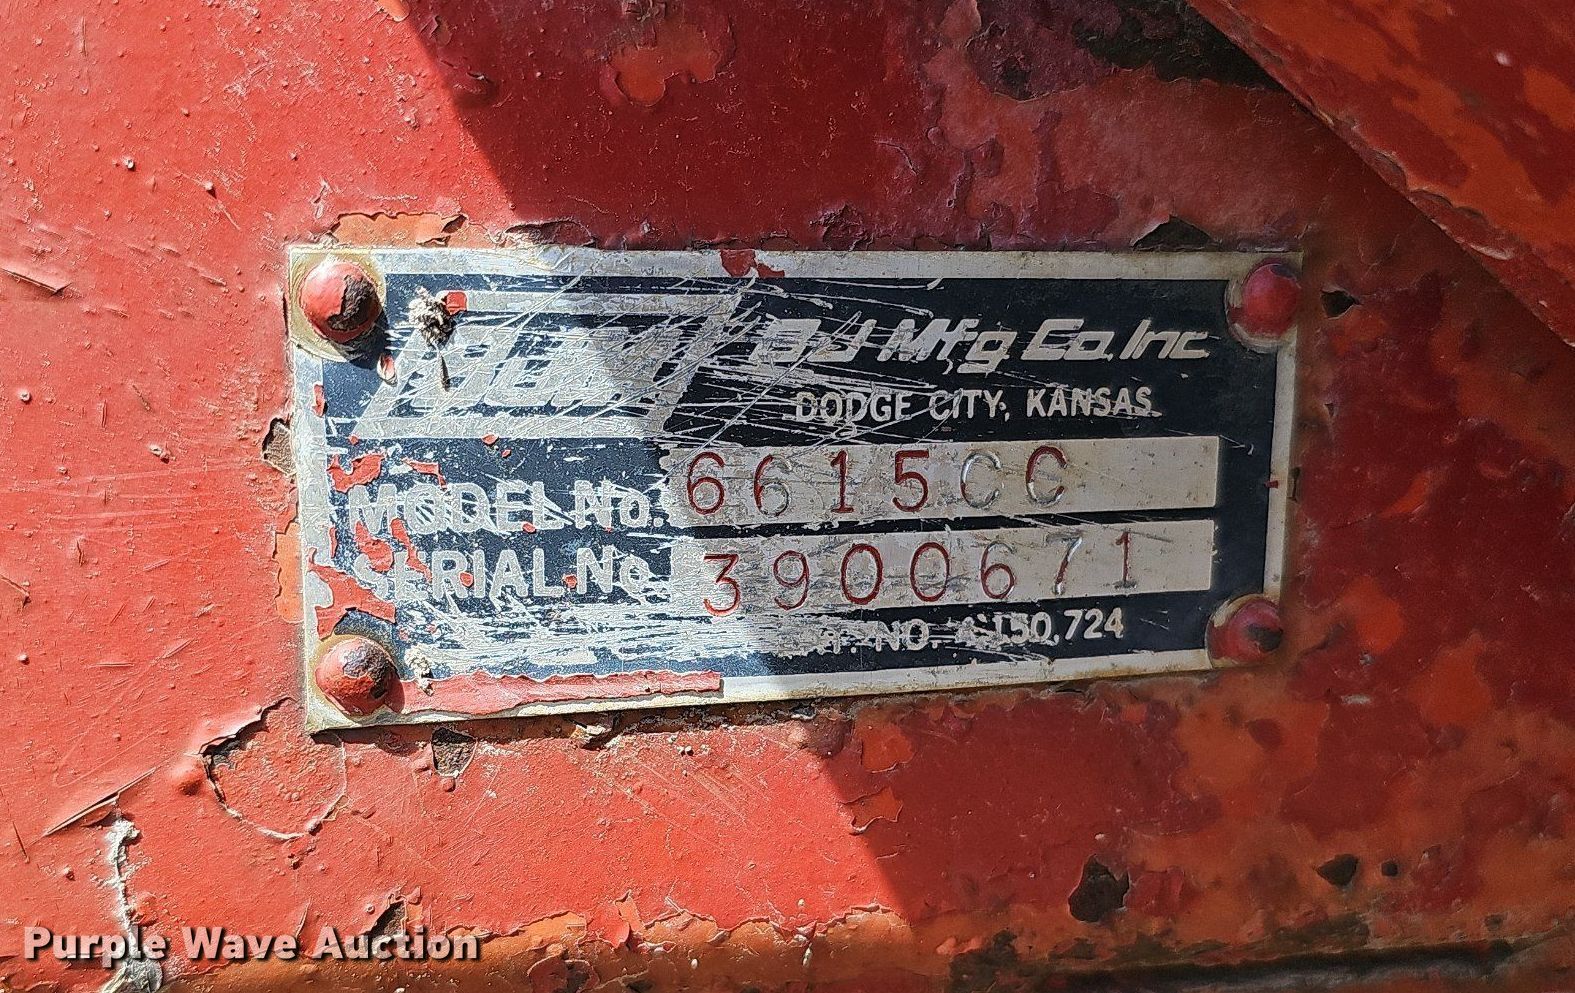 BJ Mfg Co, Inc
DODGE CITY, KANSAS.
MODEL No. 6615CC
SERIAL No. 3900671
PAT. NO. 4,150,724
Purple Wave Auction